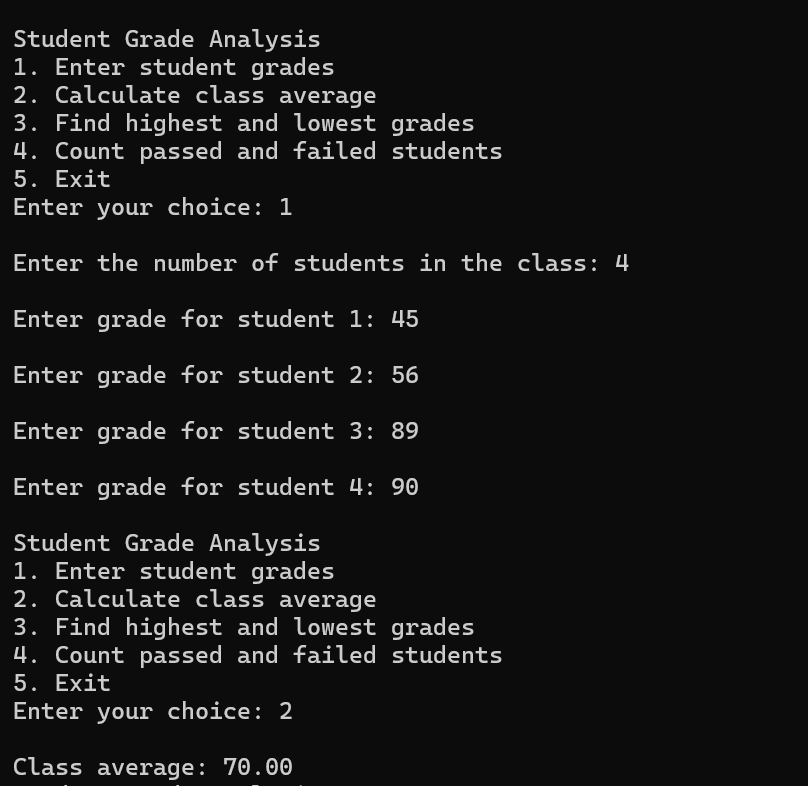 Student Grade Analysis
1. Enter student grades
2. Calculate class average
3. Find highest and lowest grades
4. Count passed and failed students
5. Exit
Enter your choice: 1
Enter the number of students in the class: 4
Enter grade for student 1: 45
Enter grade for student 2: 56
Enter grade for student 3: 89
Enter grade for student 4: 90
Student Grade Analysis
1. Enter student grades
2. Calculate class average
3. Find highest and lowest grades
4. Count passed and failed students
5. Exit
Enter your choice: 2
Class average: 70.00